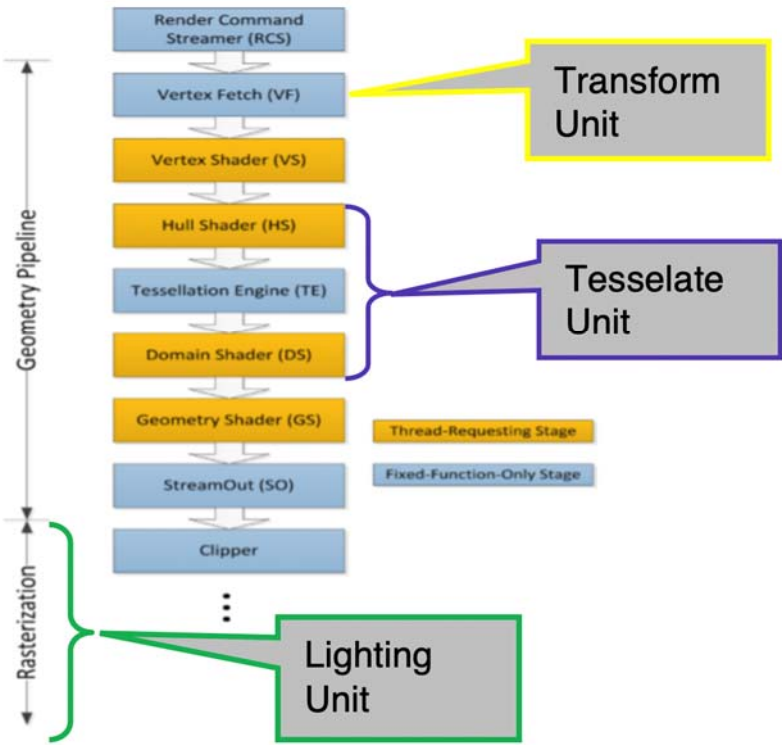 Render Command
Streamer (RCS)
Vertex Fetch (VF)
Transform
Unit
Vertex Shader (VS)
Hull Shader (HS)
Tessellation Engine (TE)
Tesselate
Unit
Domain Shader (DS)
Geometry Shader (GS)
Thread-Requesting Stage
StreamOut (SO)
Fixed-Function-Only Stage
Geometry Pipeline
Clipper
Rasterization
Lighting
Unit